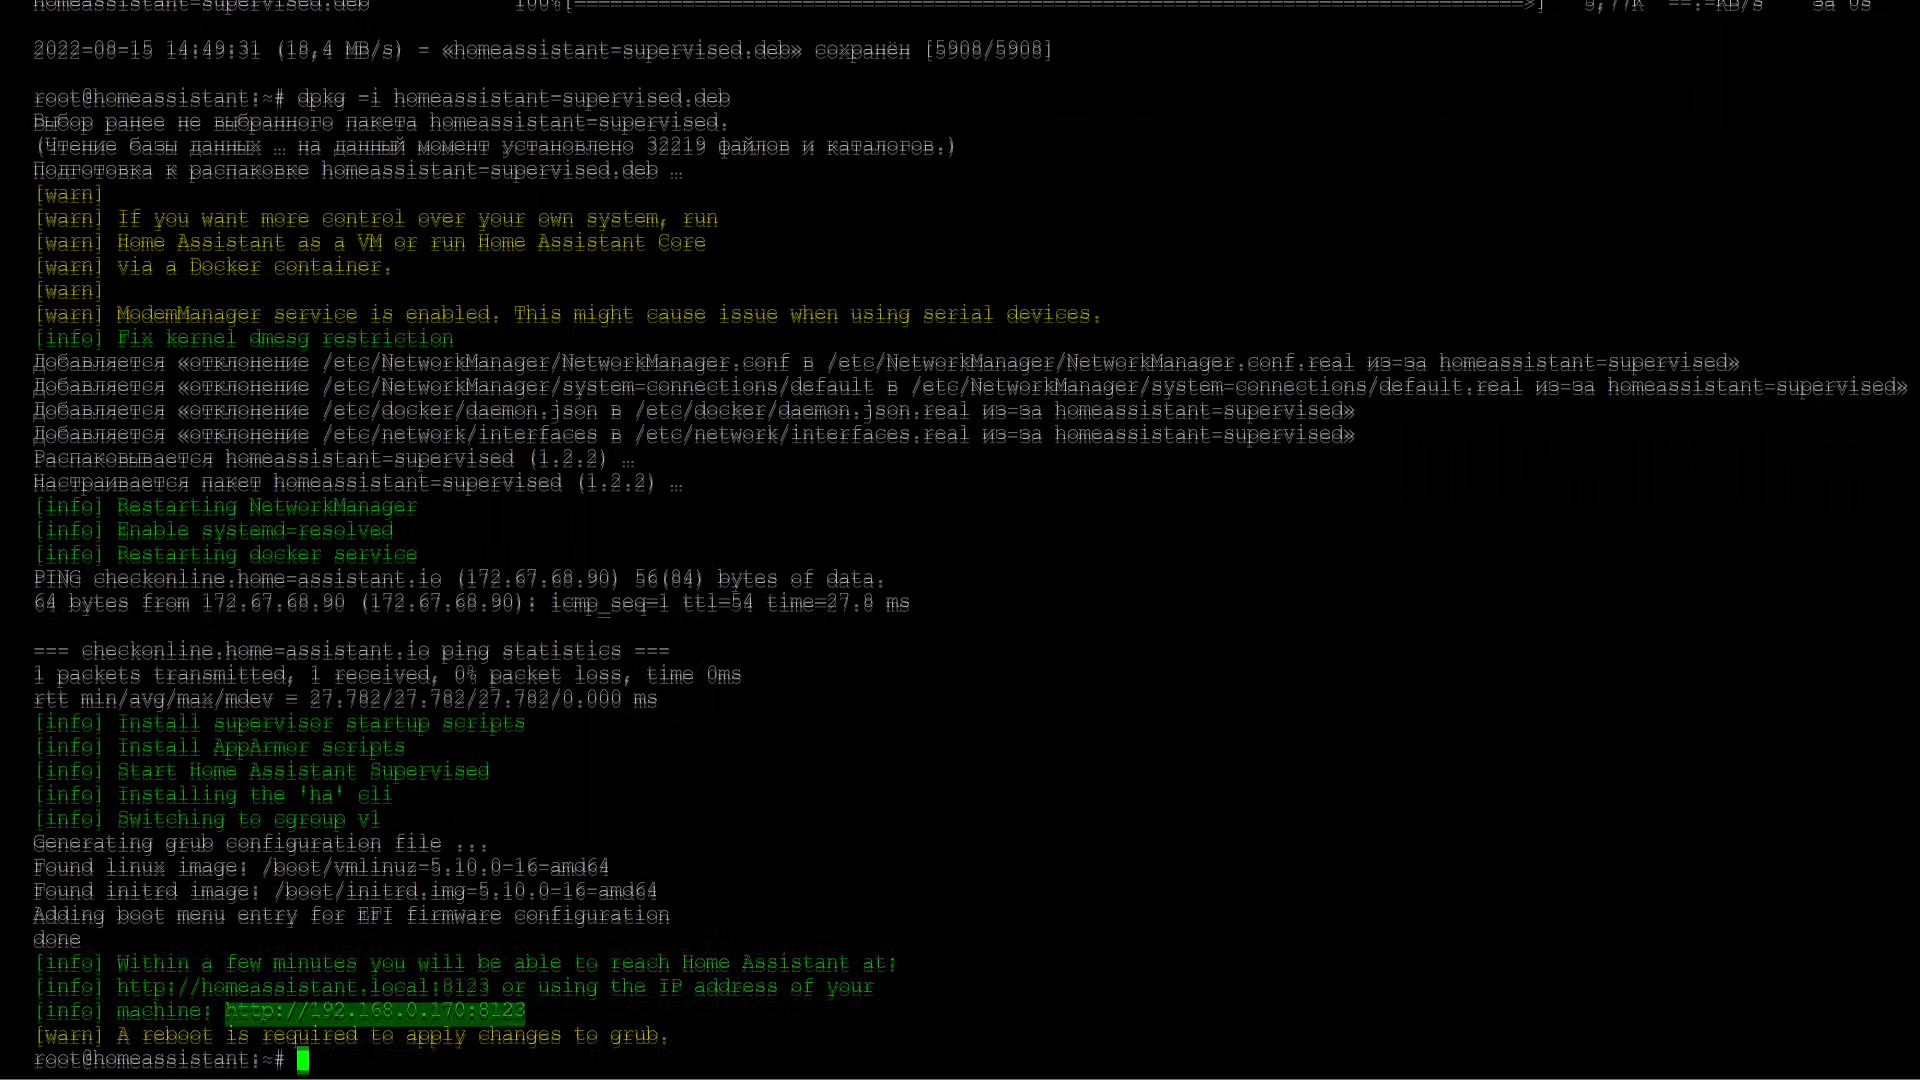 homeassistant-supervised.deb 100%[===================================================================================>] 9,77K --.-KB/s за 0s
2022-08-15 14:49:31 (18,4 MB/s) - «homeassistant-supervised.deb» сохранён [5908/5908]
root@homeassistant:~# dpkg -i homeassistant-supervised.deb
Выбор ранее не выбранного пакета homeassistant-supervised.
(Чтение базы данных … на данный момент установлено 32219 файлов и каталогов.)
Подготовка к распаковке homeassistant-supervised.deb …
[warn]
[warn] If you want more control over your own system, run
[warn] Home Assistant as a VM or run Home Assistant Core
[warn] via a Docker container.
[warn]
[warn] ModemManager service is enabled. This might cause issue when using serial devices.
[info] Fix kernel dmesg restriction
Добавляется «отклонение /etc/NetworkManager/NetworkManager.conf в /etc/NetworkManager/NetworkManager.conf.real из-за homeassistant-supervised»
Добавляется «отклонение /etc/NetworkManager/system-connections/default в /etc/NetworkManager/system-connections/default.real из-за homeassistant-supervised»
Добавляется «отклонение /etc/docker/daemon.json в /etc/docker/daemon.json.real из-за homeassistant-supervised»
Добавляется «отклонение /etc/network/interfaces в /etc/network/interfaces.real из-за homeassistant-supervised»
Распаковывается homeassistant-supervised (1.2.2) …
Настраивается пакет homeassistant-supervised (1.2.2) …
[info] Restarting NetworkManager
[info] Enable systemd-resolved
[info] Restarting docker service
PING checkonline.home-assistant.io (172.67.68.90) 56(84) bytes of data.
64 bytes from 172.67.68.90 (172.67.68.90): icmp_seq=1 ttl=54 time=27.8 ms
--- checkonline.home-assistant.io ping statistics ---
1 packets transmitted, 1 received, 0% packet loss, time 0ms
rtt min/avg/max/mdev = 27.782/27.782/27.782/0.000 ms
[info] Install supervisor startup scripts
[info] Install AppArmor scripts
[info] Start Home Assistant Supervised
[info] Installing the 'ha' cli
[info] Switching to cgroup v1
Generating grub configuration file ...
Found linux image: /boot/vmlinuz-5.10.0-16-amd64
Found initrd image: /boot/initrd.img-5.10.0-16-amd64
Adding boot menu entry for EFI firmware configuration
done
[info] Within a few minutes you will be able to reach Home Assistant at:
[info] http://homeassistant.local:8123 or using the IP address of your
[info] machine: http://192.168.0.170:8123
[warn] A reboot is required to apply changes to grub.
root@homeassistant:~#